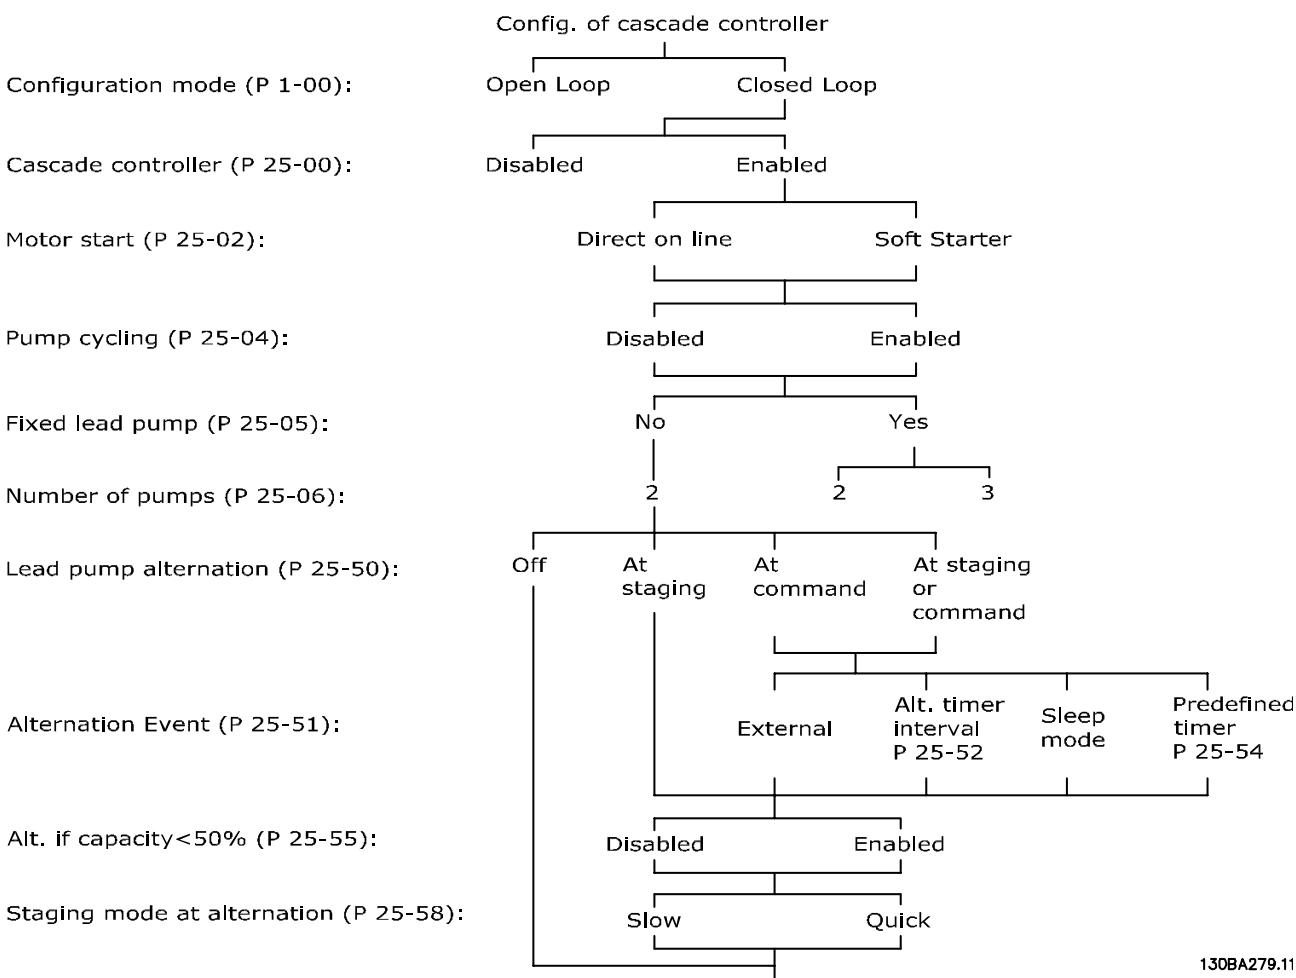 Config. of cascade controller
Configuration mode (P 1-00): Open Loop Closed Loop
Cascade controller (P 25-00): Disabled Enabled
Motor start (P 25-02): Direct on line Soft Starter
Pump cycling (P 25-04): Disabled Enabled
Fixed lead pump (P 25-05): No Yes
Number of pumps (P 25-06): 2 2 3
Lead pump alternation (P 25-50): Off
At
staging
At
command
At staging
or
command
Alternation Event (P 25-51): External
Alt. timer
interval
P 25-52
Sleep
mode
Predefined
timer
P 25-54
Alt. if capacity<50% (P 25-55): Disabled Enabled
Staging mode at alternation (P 25-58): Slow Quick
130BA279.11